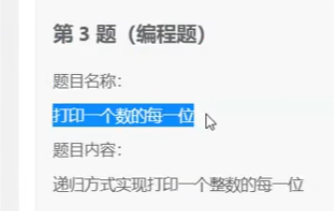 第 3 题（编程题）
题目名称：
打印一个数的每一位
题目内容：
递归方式实现打印一个整数的每一位